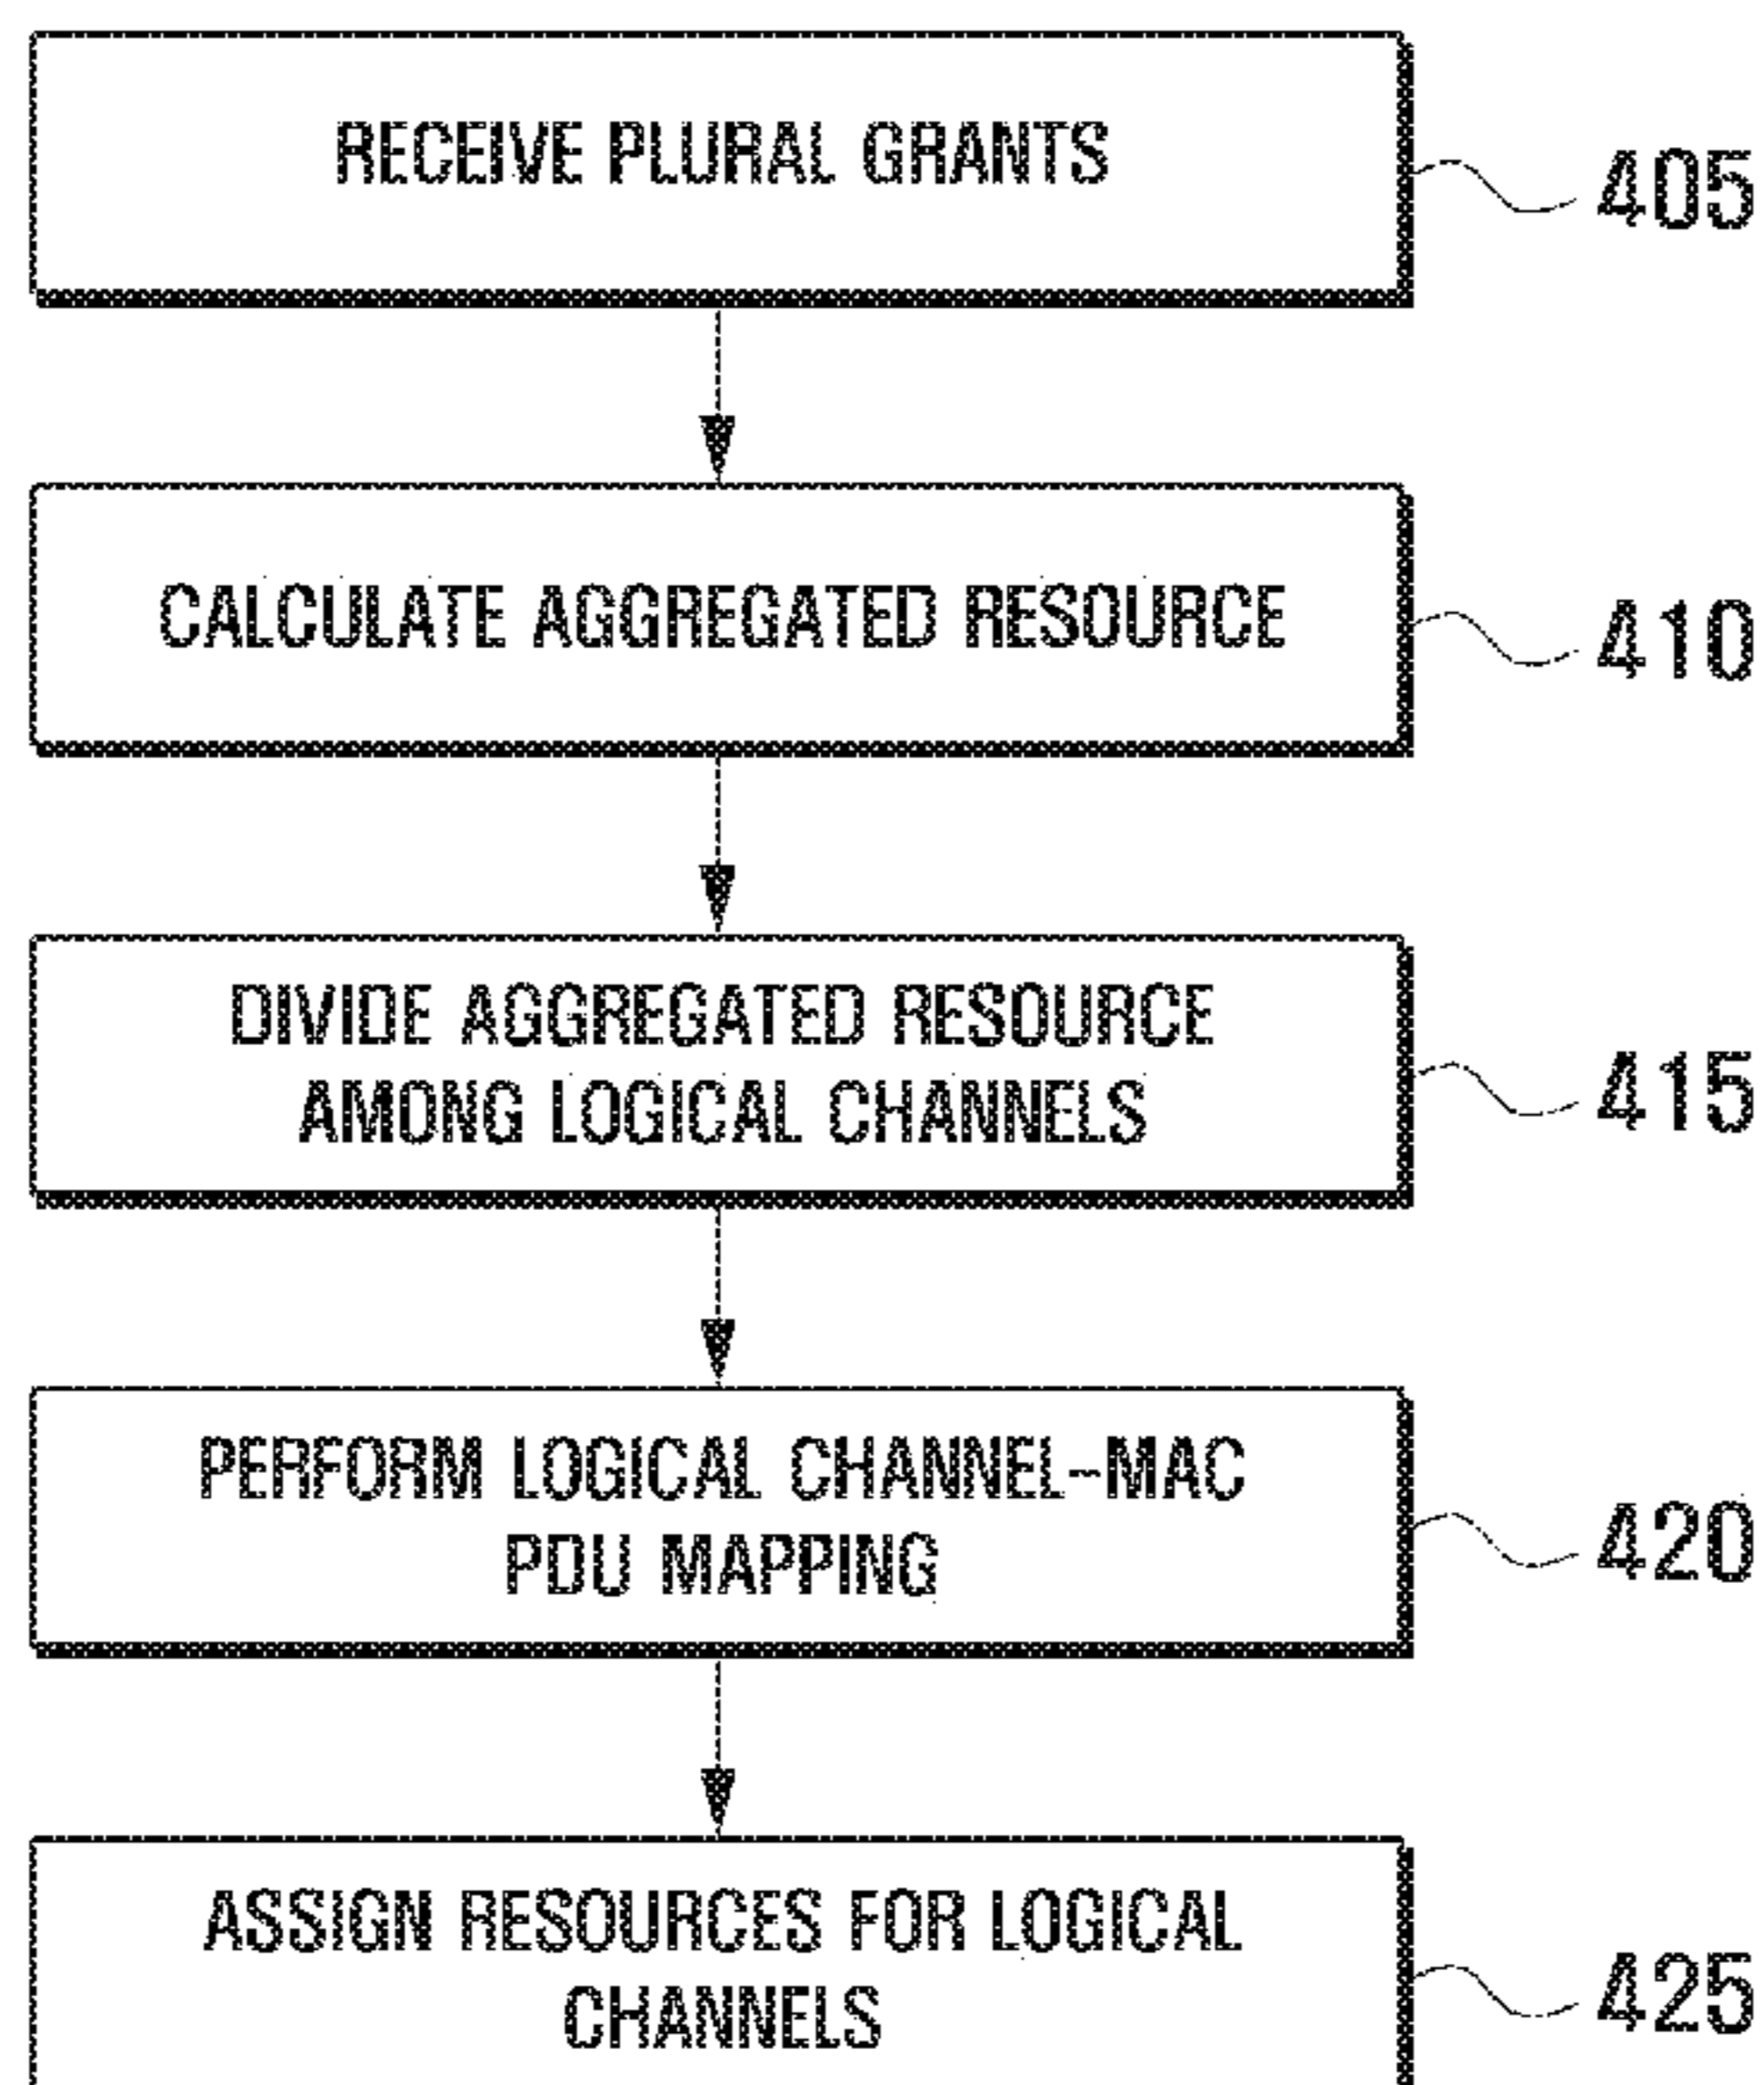 RECEIVE PLURAL GRANTS
405
CALCULATE AGGREGATED RESOURCE
410
DIVIDE AGGREGATED RESOURCE
AMONG LOGICAL CHANNELS
415
PERFORM LOGICAL CHANNEL-MAC
PDU MAPPING
420
ASSIGN RESOURCES FOR LOGICAL
CHANNELS
425